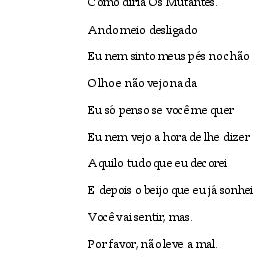 Como diria Os Mutantes.
Ando meio desligado
Eu nem sinto meus pés no chão
Olho e não vejo nada
Eu só penso se você me quer
Eu nem vejo a hora de lhe dizer
Aquilo tudo que eu decorei
E depois o beijo que eu já sonhei
Você vai sentir, mas.
Por favor, não leve a mal.